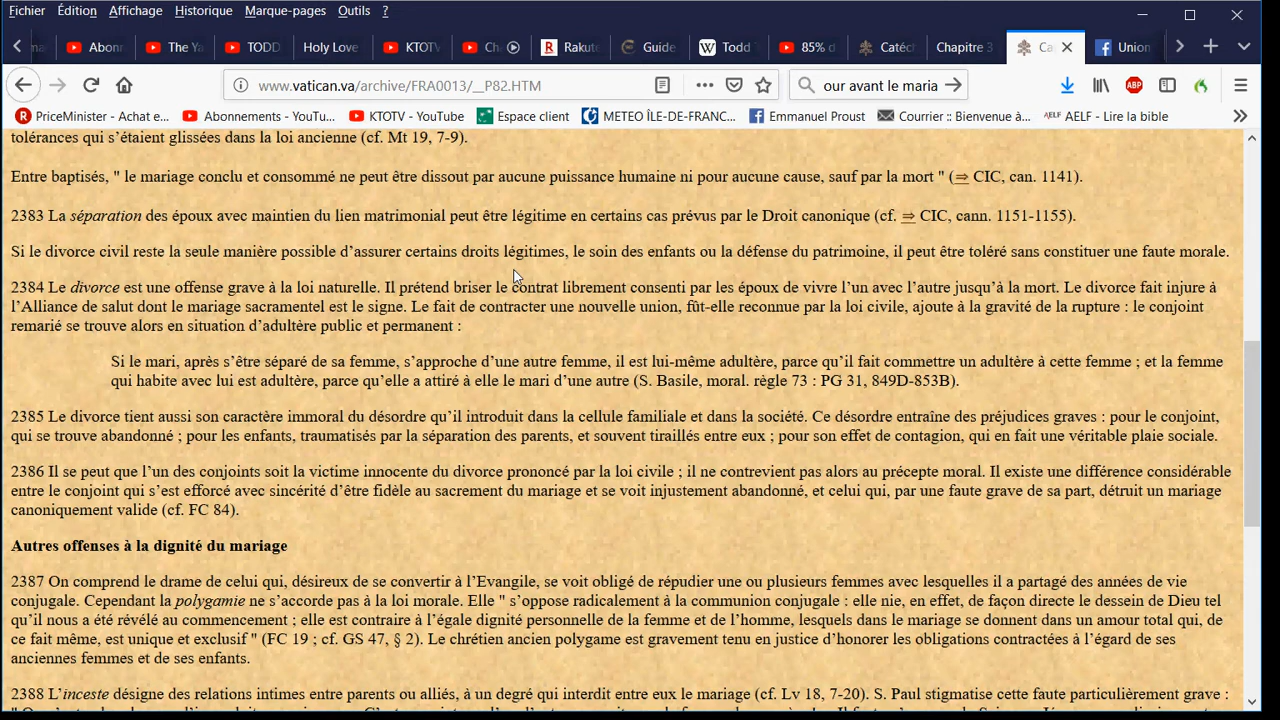 Fichier Édition Affichage Historique Marque-pages Outils ?
Abonn The Ya TODD Holy Love KTOTV Ch Rakut Guide Todd 85% d Catéc Chapitre 3 Ca Union
www.vatican.va/archive/FRA0013/__P82.HTM our avant le maria
PriceMinister - Achat e... Abonnements - YouTu... KTOTV - YouTube Espace client METEO ÎLE-DE-FRANC... Emmanuel Proust Courrier :: Bienvenue à... AELF - Lire la bible
tolérances qui s’étaient glissées dans la loi ancienne (cf. Mt 19, 7-9).
Entre baptisés, " le mariage conclu et consommé ne peut être dissout par aucune puissance humaine ni pour aucune cause, sauf par la mort " (⇒ CIC, can. 1141).
2383 La séparation des époux avec maintien du lien matrimonial peut être légitime en certains cas prévus par le Droit canonique (cf. ⇒ CIC, cann. 1151-1155).
Si le divorce civil reste la seule manière possible d’assurer certains droits légitimes, le soin des enfants ou la défense du patrimoine, il peut être toléré sans constituer une faute morale.
2384 Le divorce est une offense grave à la loi naturelle. Il prétend briser le contrat librement consenti par les époux de vivre l’un avec l’autre jusqu’à la mort. Le divorce fait injure à
l’Alliance de salut dont le mariage sacramentel est le signe. Le fait de contracter une nouvelle union, fût-elle reconnue par la loi civile, ajoute à la gravité de la rupture : le conjoint
remarié se trouve alors en situation d’adultère public et permanent :
Si le mari, après s’être séparé de sa femme, s’approche d’une autre femme, il est lui-même adultère, parce qu’il fait commettre un adultère à cette femme ; et la femme
qui habite avec lui est adultère, parce qu’elle a attiré à elle le mari d’une autre (S. Basile, moral. règle 73 : PG 31, 849D-853B).
2385 Le divorce tient aussi son caractère immoral du désordre qu’il introduit dans la cellule familiale et dans la société. Ce désordre entraîne des préjudices graves : pour le conjoint,
qui se trouve abandonné ; pour les enfants, traumatisés par la séparation des parents, et souvent tiraillés entre eux ; pour son effet de contagion, qui en fait une véritable plaie sociale.
2386 Il se peut que l’un des conjoints soit la victime innocente du divorce prononcé par la loi civile ; il ne contrevient pas alors au précepte moral. Il existe une différence considérable
entre le conjoint qui s’est efforcé avec sincérité d’être fidèle au sacrement du mariage et se voit injustement abandonné, et celui qui, par une faute grave de sa part, détruit un mariage
canoniquement valide (cf. FC 84).
Autres offenses à la dignité du mariage
2387 On comprend le drame de celui qui, désireux de se convertir à l’Evangile, se voit obligé de répudier une ou plusieurs femmes avec lesquelles il a partagé des années de vie
conjugale. Cependant la polygamie ne s’accorde pas à la loi morale. Elle " s’oppose radicalement à la communion conjugale : elle nie, en effet, de façon directe le dessein de Dieu tel
qu’il nous a été révélé au commencement ; elle est contraire à l’égale dignité personnelle de la femme et de l’homme, lesquels dans le mariage se donnent dans un amour total qui, de
ce fait même, est unique et exclusif " (FC 19 ; cf. GS 47, § 2). Le chrétien ancien polygame est gravement tenu en justice d’honorer les obligations contractées à l’égard de ses
anciennes femmes et de ses enfants.
2388 L’inceste désigne des relations intimes entre parents ou alliés, à un degré qui interdit entre eux le mariage (cf. Lv 18, 7-20). S. Paul stigmatise cette faute particulièrement grave :